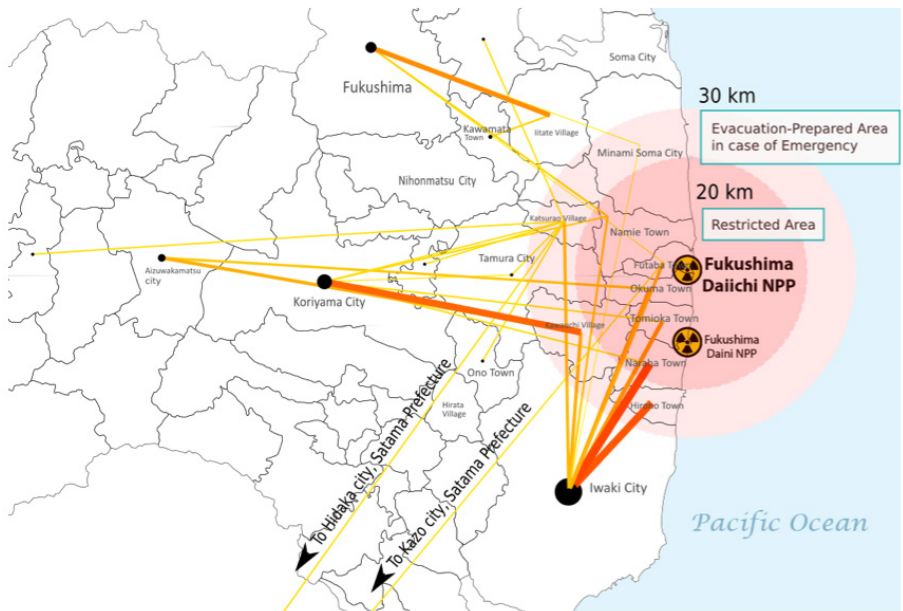 Soma City
30 km
Fukushima
Evacuation-Prepared Area
in case of Emergency
Kawamata
Town
Iitate Village
Minami Soma City
Nihonmatsu City
20 km
Katsurao Village
Restricted Area
Namie Town
Tamura City
Futaba T
Fukushima
Daiichi NPP
Aizuwakamatsu
city
Okuma Town
Koriyama City
Tomioka Town
Kawauchi Village
Fukushima
Daini NPP
Naraha Town
Ono Town
Hirata
Village
Hirono Town
To Hidaka city, Satama Prefecture
To Kazo city, Satama Prefecture
Iwaki City
Pacific Ocean